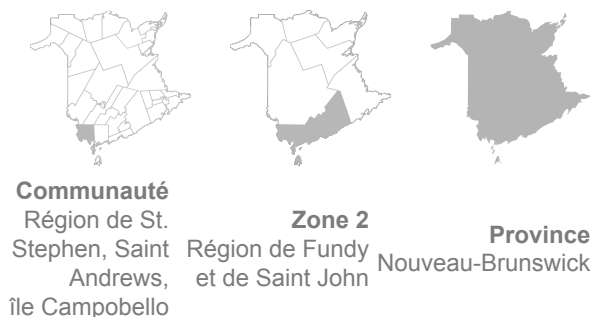 Communauté
Région de St.
Stephen, Saint
Andrews,
île Campobello
Zone 2
Région de Fundy
et de Saint John
Province
Nouveau-Brunswick